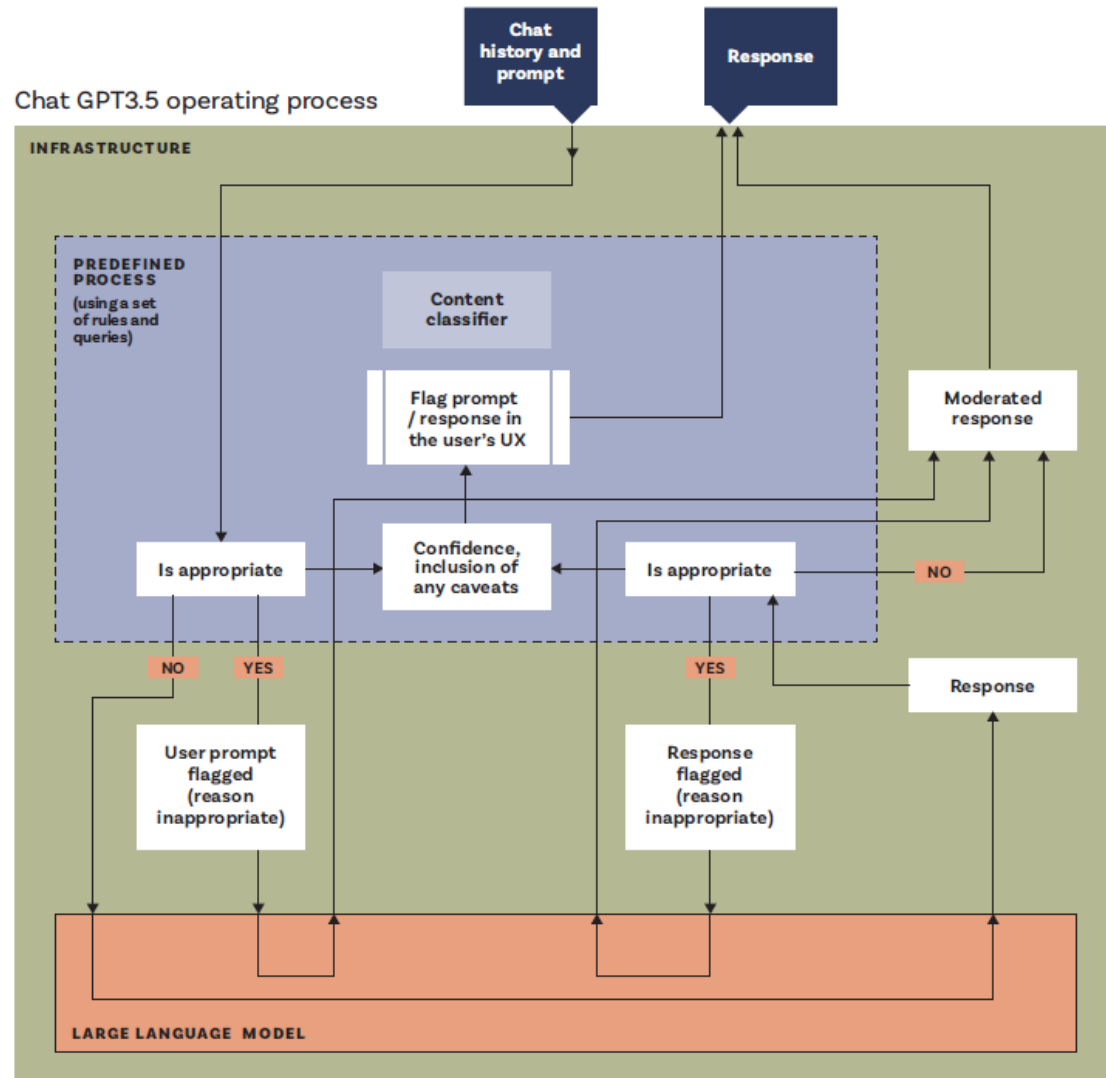 Chat
history and
prompt
Response
Chat GPT3.5 operating process
INFRASTRUCTURE
PREDEFINED
PROCESS
(using a set
of rules and
queries)
Content
classifier
Flag prompt
/ response in
the user's UX
Moderated
response
Is appropriate
Confidence,
inclusion of
any caveats
Is appropriate
NO
NO
YES
YES
Response
User prompt
flagged
(reason
inappropriate)
Response
flagged
(reason
inappropriate)
LARGE LANGUAGE MODEL